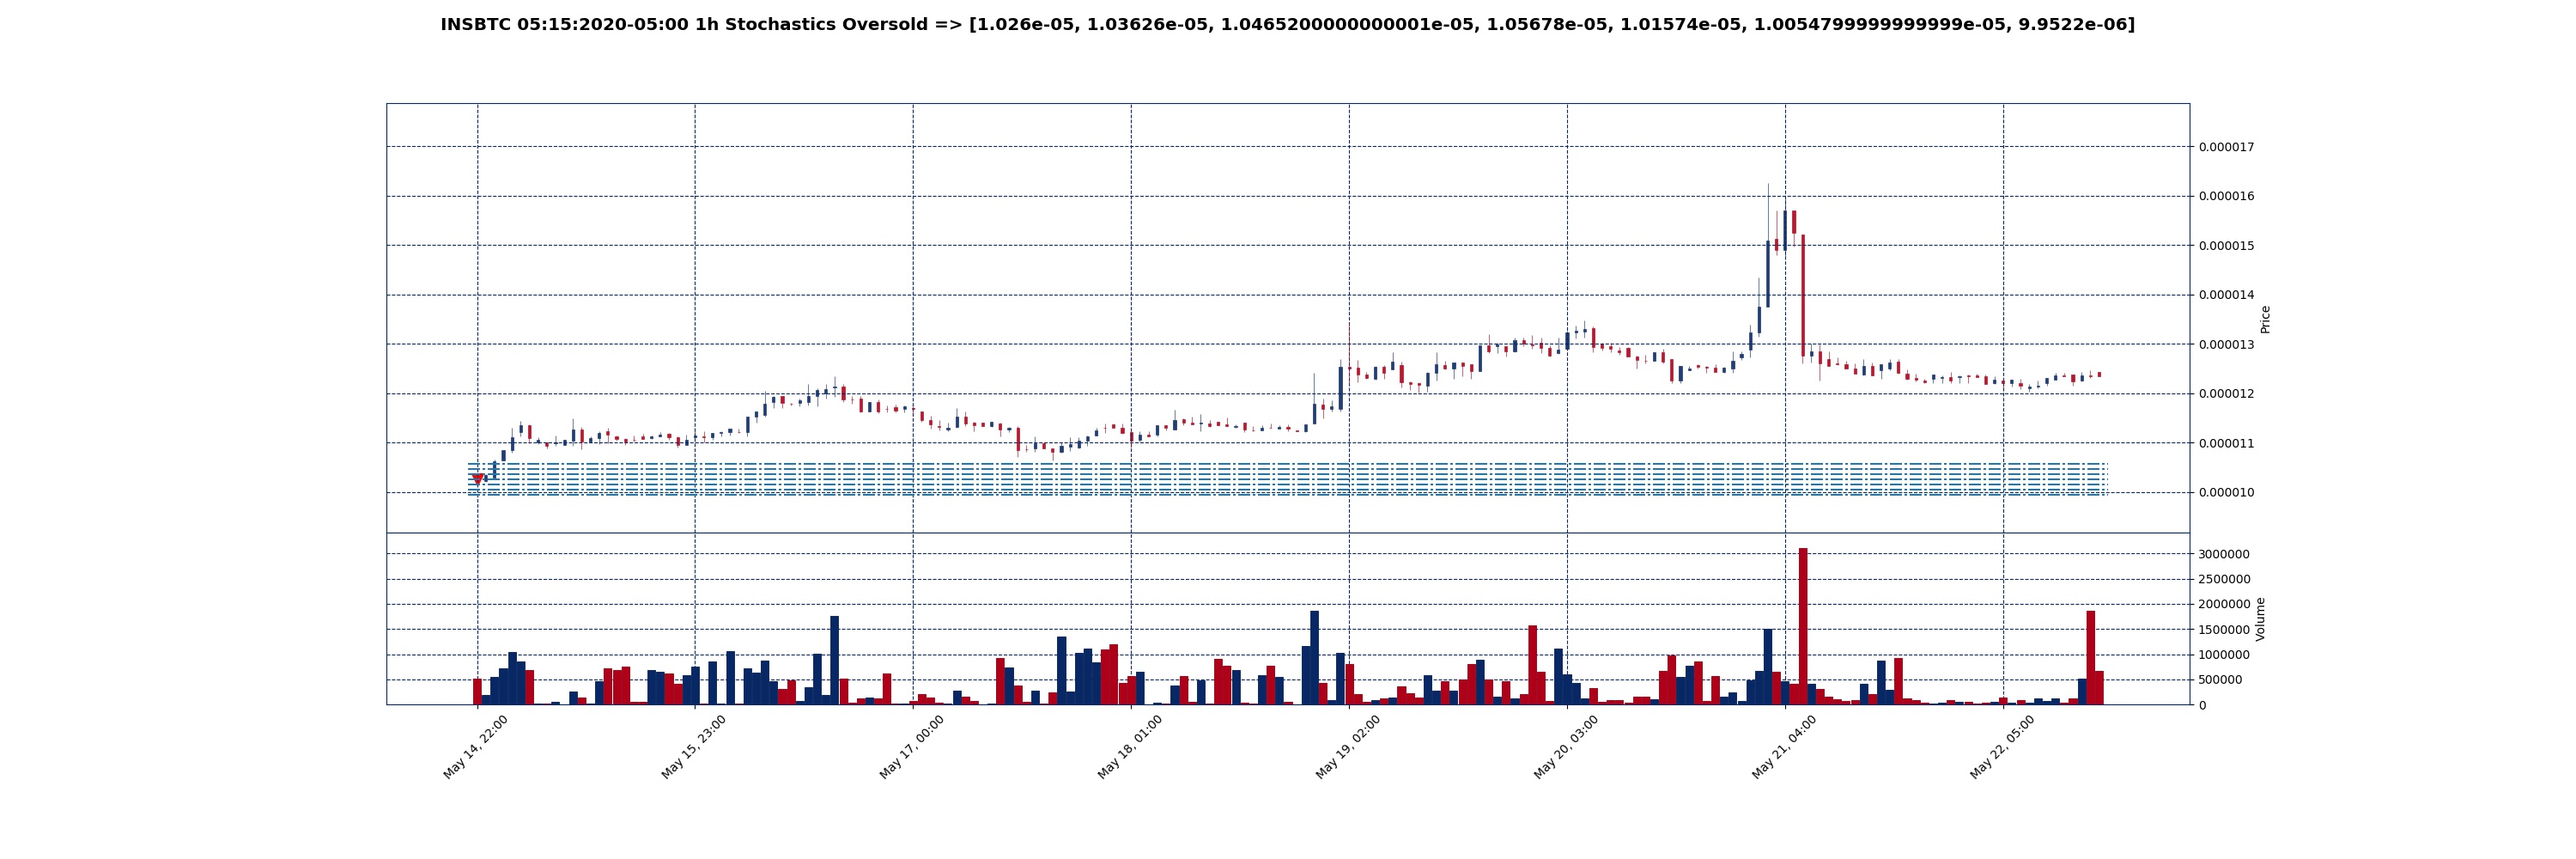 INSBTC 05:15:2020-05:00 1h Stochastics Oversold => [1.026e-05, 1.03626e-05, 1.0465200000000001e-05, 1.05678e-05, 1.01574e-05, 1.0054799999999999e-05, 9.9522e-06]
0.000017
0.000016
0.000015
0.000014
0.000013
0.000012
0.000011
0.000010
Price
3000000
2500000
2000000
1500000
1000000
500000
0
Volume
May 14, 22:00
May 15, 23:00
May 17, 00:00
May 18, 01:00
May 19, 02:00
May 20, 03:00
May 21, 04:00
May 22, 05:00